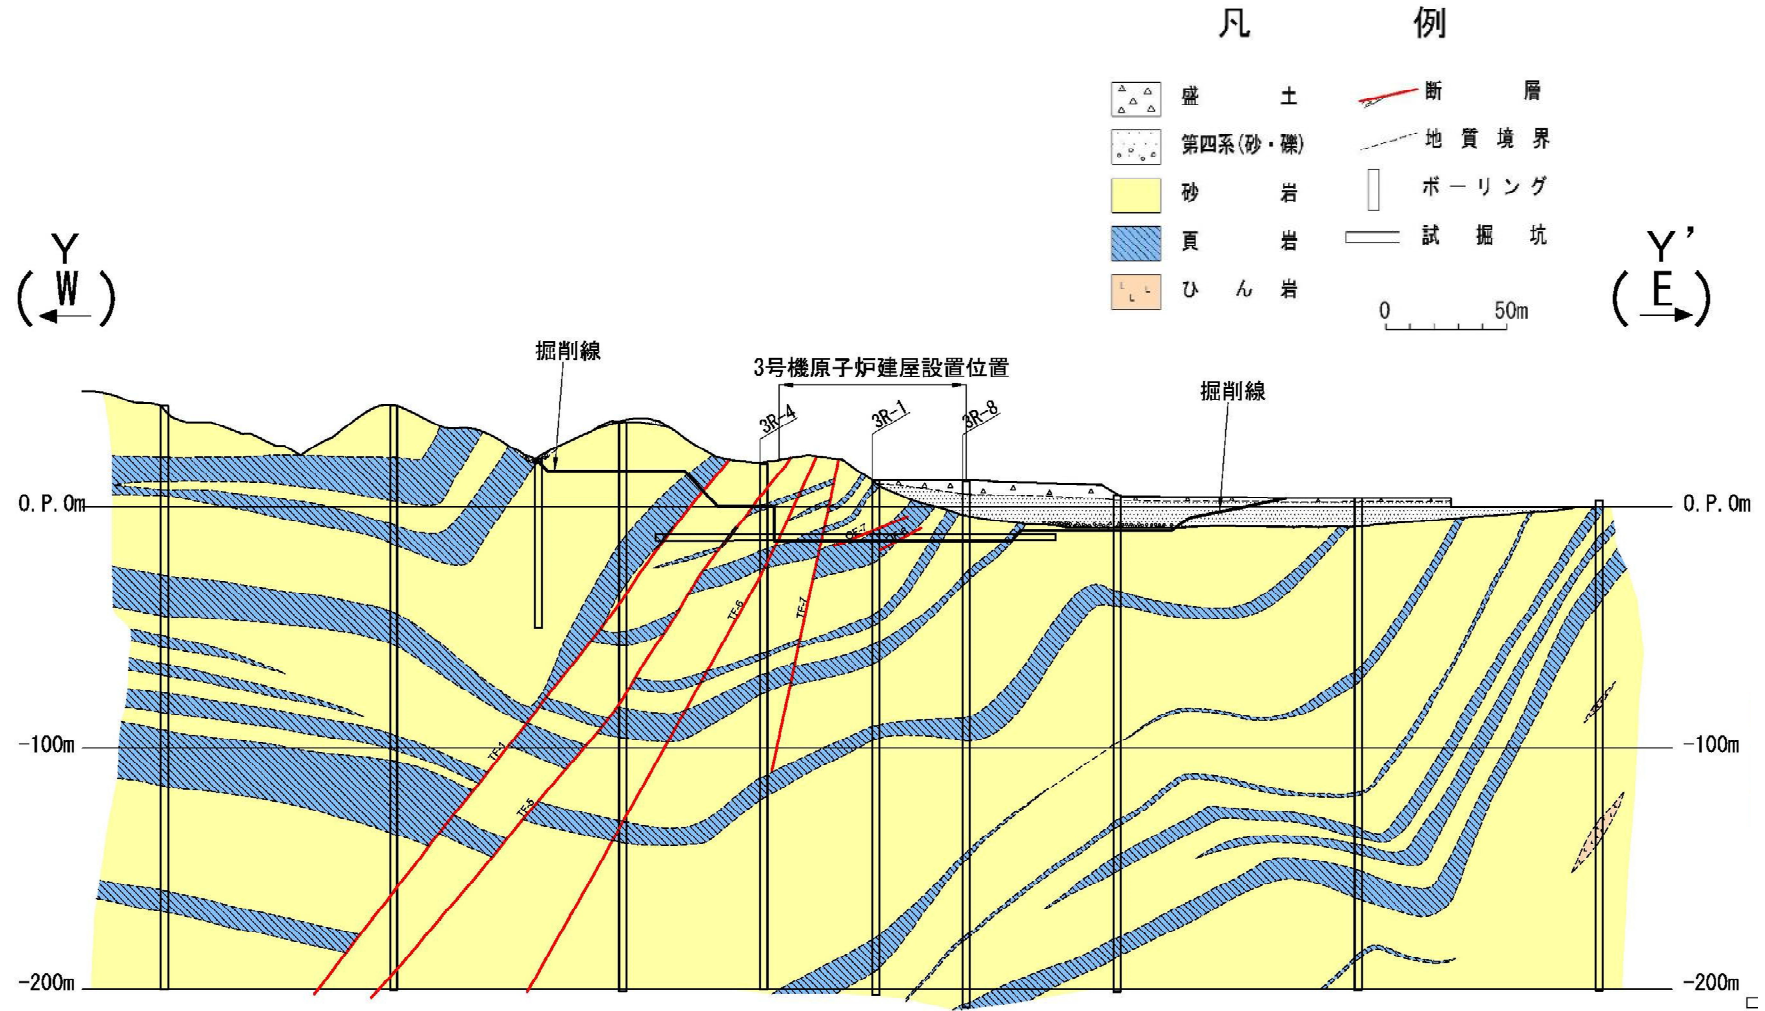 凡 例
盛土
断層
第四系(砂・礫)
地質境界
砂岩
ボーリング
頁岩
試掘坑
ひん岩
0 50m
Y
(W)
Y'
(E)
掘削線
3号機原子炉建屋設置位置
掘削線
3R-4
3R-1
3R-8
O.P.0m
O.P.0m
OF-7
TF-6
TF-7
-100m
TF-1
-100m
TF-5
-200m
-200m